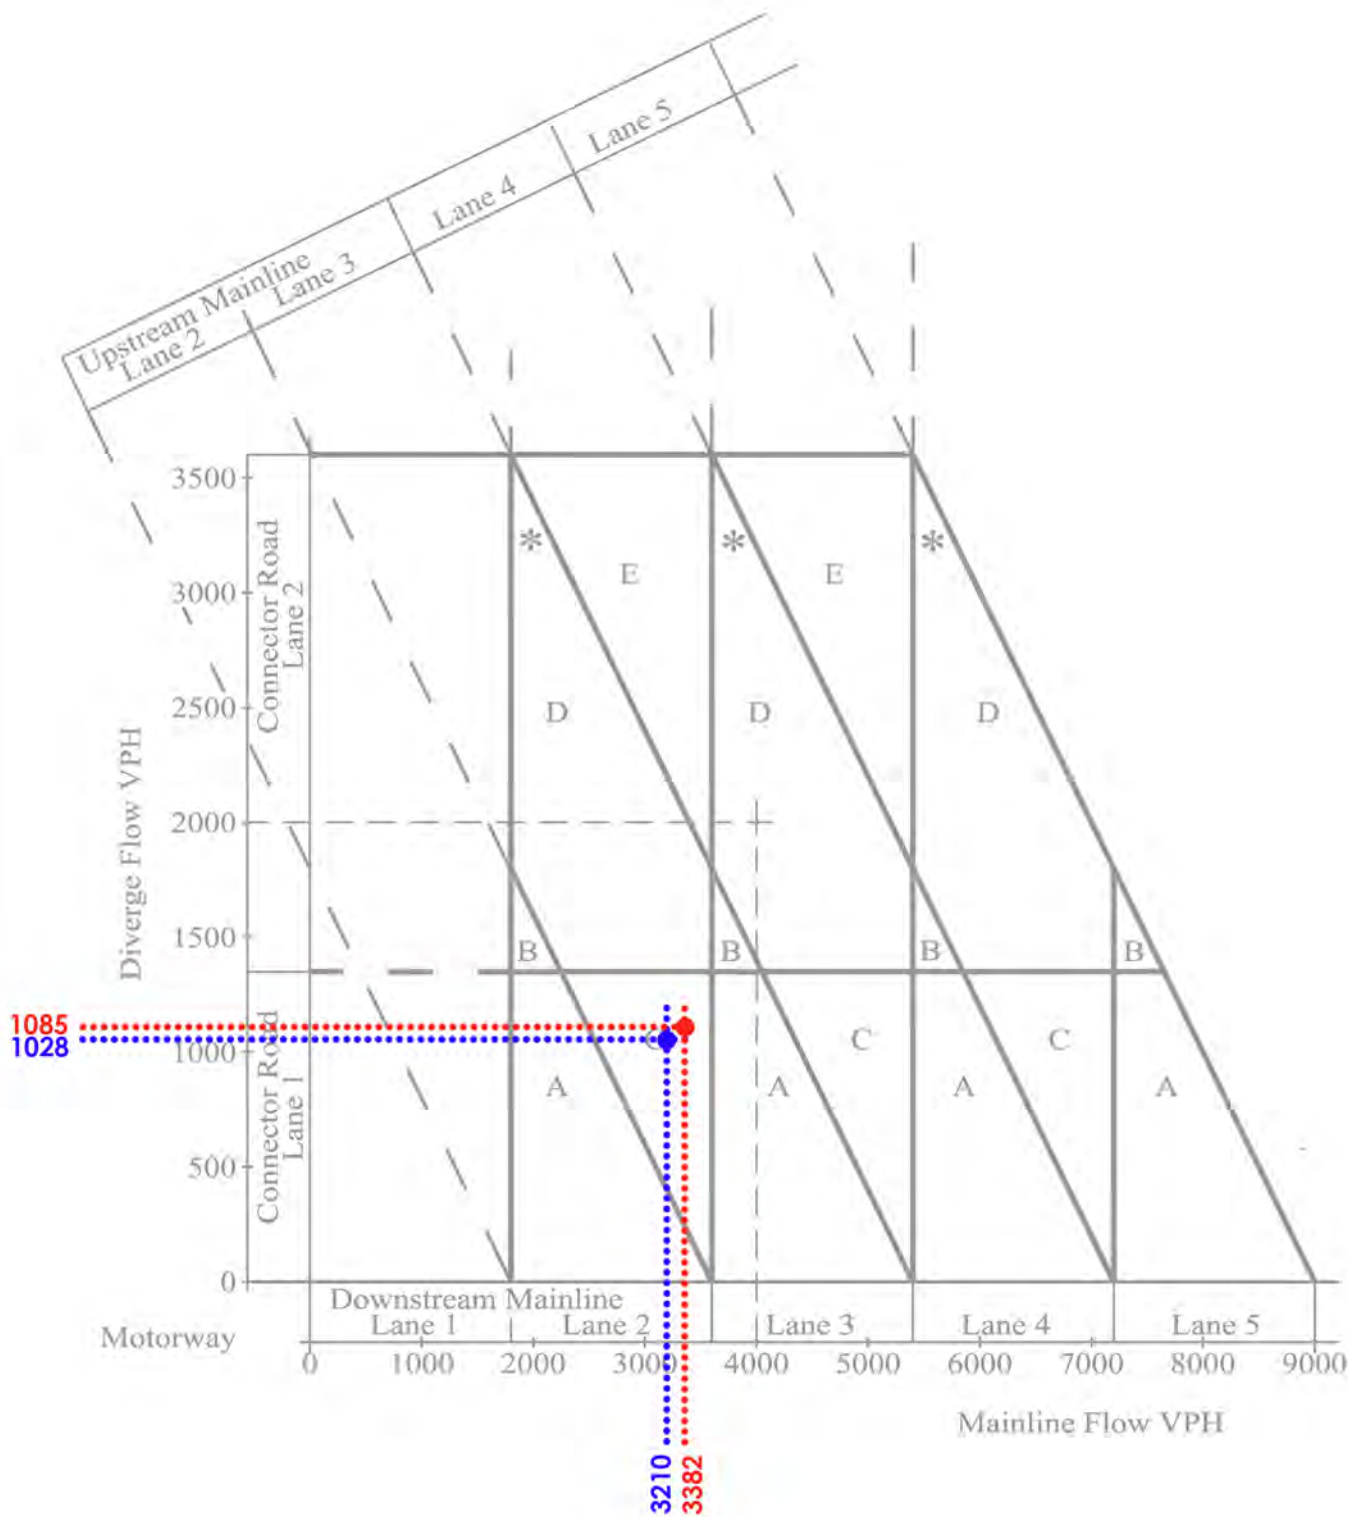 Lane 5
Lane 4
Upstream Mainline
Lane 3
Lane 2
3500
3000
2500
2000
1500
1000
500
0
Diverge Flow VPH
Connector Road
Lane 2
Connector Road
Lane 1
1085
1028
*
*
*
E
E
D
D
D
B
B
B
B
C
C
C
A
A
A
A
Downstream Mainline
Motorway
Lane 1
Lane 2
Lane 3
Lane 4
Lane 5
0
1000
2000
3000
4000
5000
6000
7000
8000
9000
Mainline Flow VPH
3210
3382